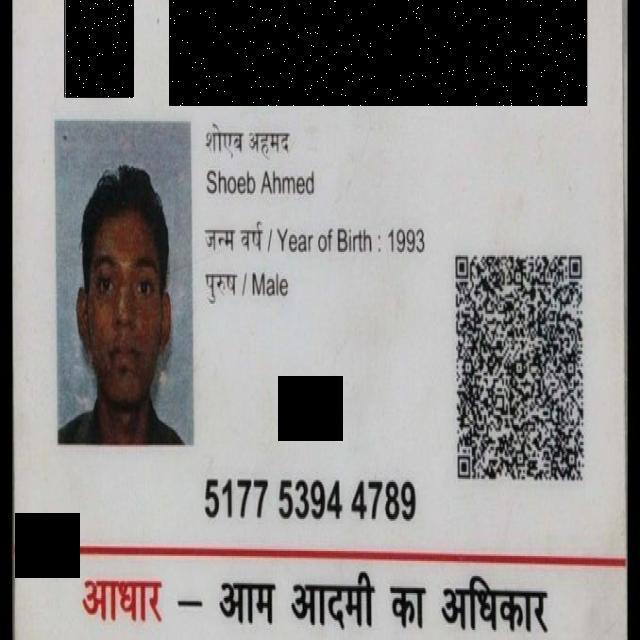 शोएब अहमद
Shoeb Ahmed
जन्म वर्ष / Year of Birth : 1993
पुरुष / Male
5177 5394 4789
आधार – आम आदमी का अधिकार